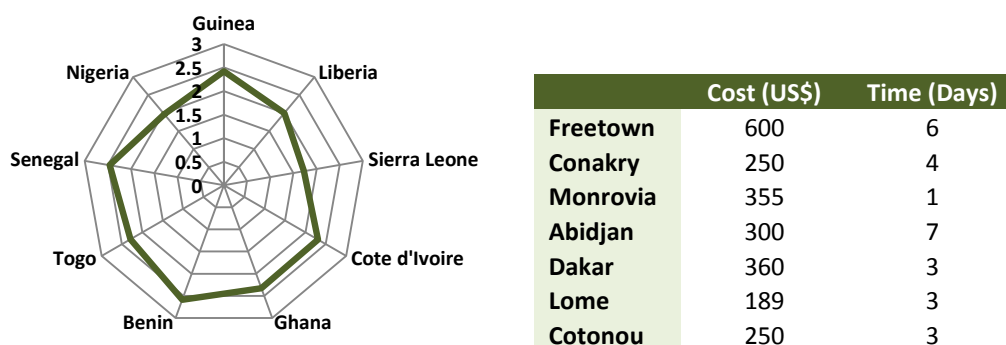 Guinea
3
2.5
2
1.5
1
0.5
0
Liberia
Sierra Leone
Cote d'Ivoire
Ghana
Benin
Togo
Senegal
Nigeria
Cost (US$) Time (Days)
Freetown 600 6
Conakry 250 4
Monrovia 355 1
Abidjan 300 7
Dakar 360 3
Lome 189 3
Cotonou 250 3